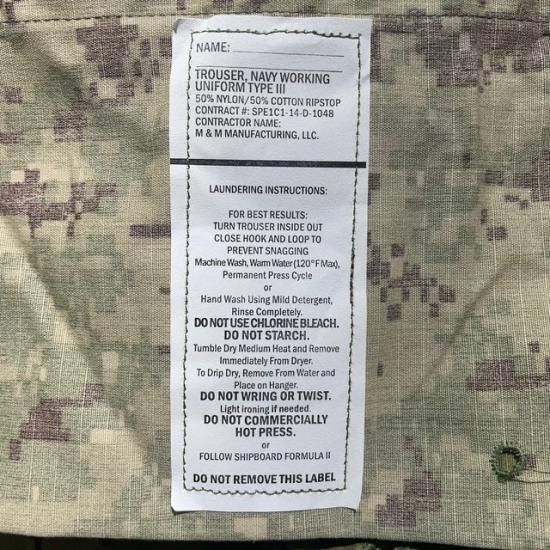 NAME:
TROUSER, NAVY WORKING
UNIFORM TYPE III
50% NYLON/50% COTTON RIPSTOP
CONTRACT #: SPE1C1-14-D-1048
CONTRACTOR NAME:
M & M MANUFACTURING, LLC.
LAUNDERING INSTRUCTIONS:
FOR BEST RESULTS:
TURN TROUSER INSIDE OUT
CLOSE HOOK AND LOOP TO
PREVENT SNAGGING
Machine Wash, Warm Water (120°F Max),
Permanent Press Cycle
or
Hand Wash Using Mild Detergent,
Rinse Completely.
DO NOT USE CHLORINE BLEACH.
DO NOT STARCH.
Tumble Dry Medium Heat and Remove
Immediately From Dryer.
To Drip Dry, Remove From Water and
Place on Hanger.
DO NOT WRING OR TWIST.
Light ironing if needed.
DO NOT COMMERCIALLY
HOT PRESS.
or
FOLLOW SHIPBOARD FORMULA II
DO NOT REMOVE THIS LABEL